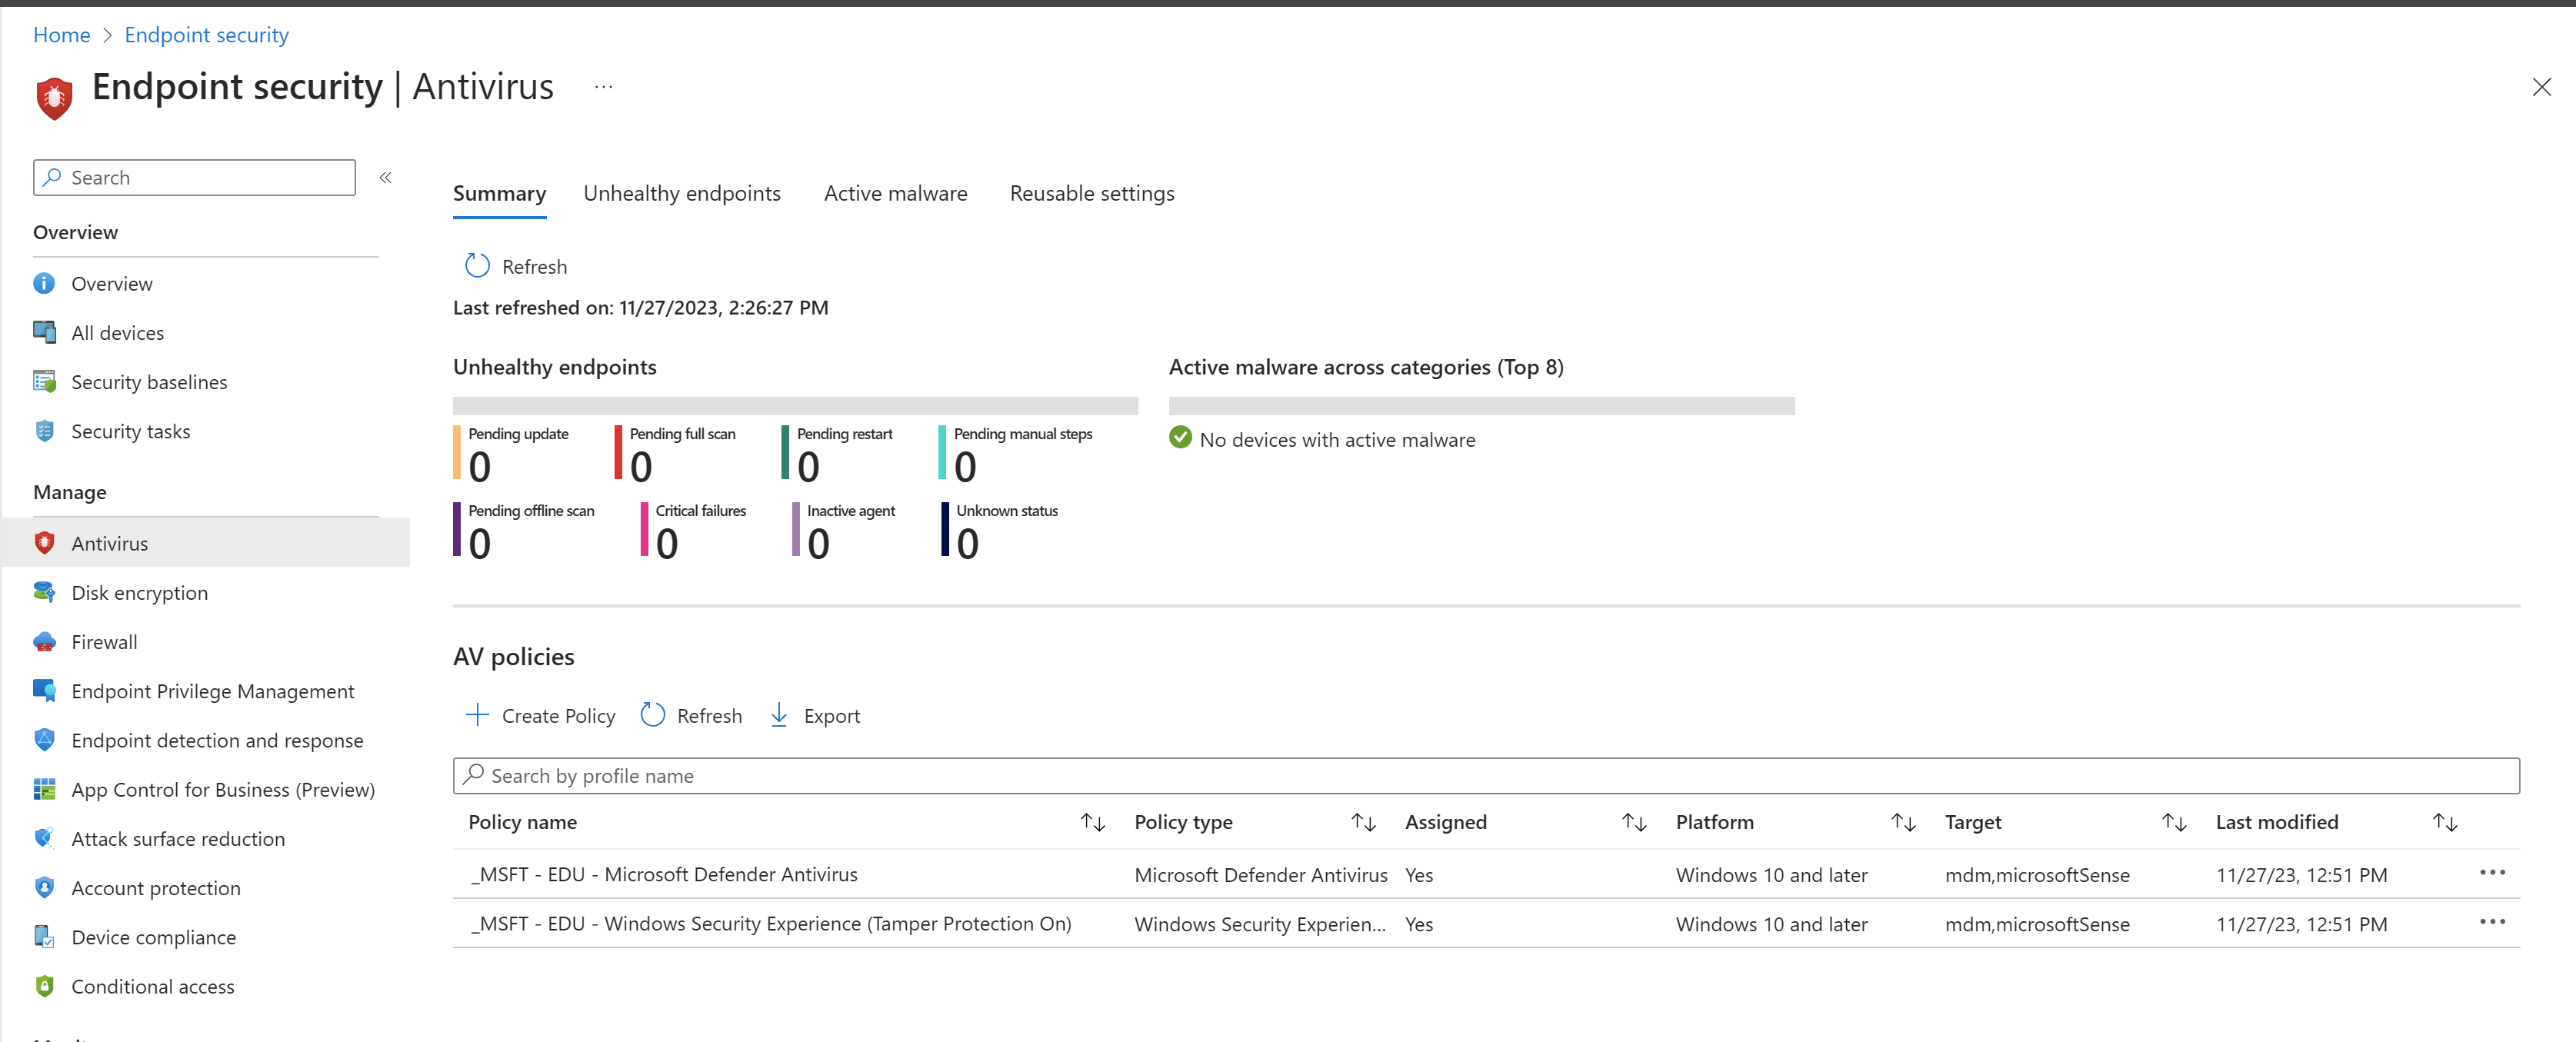 Home > Endpoint security
Endpoint security | Antivirus ...
Search
Overview
Overview
All devices
Security baselines
Security tasks
Manage
Antivirus
Disk encryption
Firewall
Endpoint Privilege Management
Endpoint detection and response
App Control for Business (Preview)
Attack surface reduction
Account protection
Device compliance
Conditional access
Summary Unhealthy endpoints Active malware Reusable settings
Refresh
Last refreshed on: 11/27/2023, 2:26:27 PM
Unhealthy endpoints
Pending update Pending full scan Pending restart Pending manual steps
0 0 0 0
Pending offline scan Critical failures Inactive agent Unknown status
0 0 0 0
Active malware across categories (Top 8)
No devices with active malware
AV policies
Create Policy Refresh Export
Search by profile name
Policy name Policy type Assigned Platform Target Last modified
_MSFT - EDU - Microsoft Defender Antivirus Microsoft Defender Antivirus Yes Windows 10 and later mdm,microsoftSense 11/27/23, 12:51 PM
_MSFT - EDU - Windows Security Experience (Tamper Protection On) Windows Security Experien... Yes Windows 10 and later mdm,microsoftSense 11/27/23, 12:51 PM